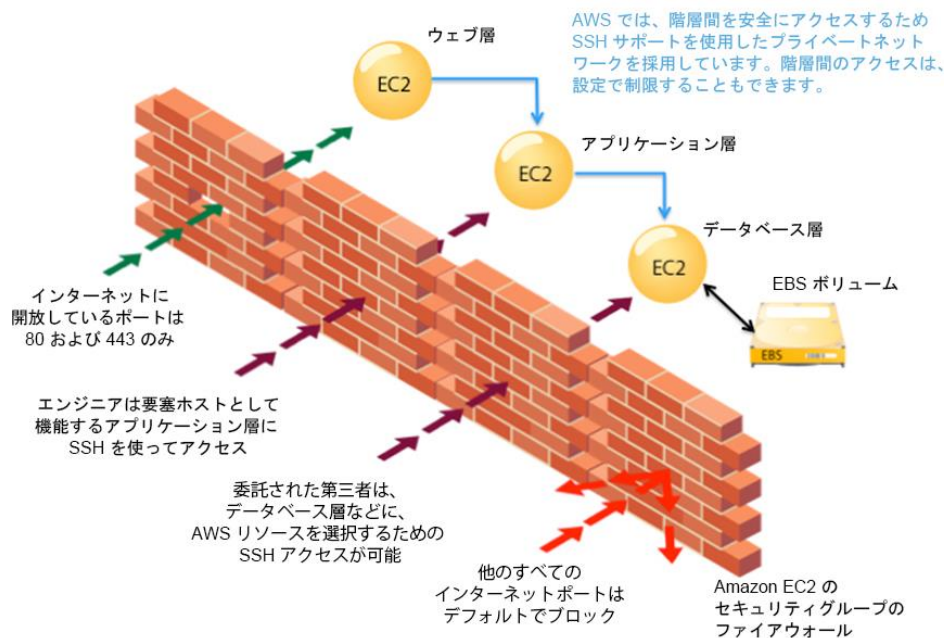 AWS では、階層間を安全にアクセスするため
SSH サポートを使用したプライベートネット
ワークを採用しています。階層間のアクセスは、
設定で制限することもできます。
ウェブ層
EC2
アプリケーション層
EC2
データベース層
EC2
EBS ボリューム
EBS
インターネットに
開放しているポートは
80 および 443 のみ
エンジニアは要塞ホストとして
機能するアプリケーション層に
SSH を使ってアクセス
委託された第三者は、
データベース層などに、
AWS リソースを選択するための
SSH アクセスが可能
他のすべての
インターネットポートは
デフォルトでブロック
Amazon EC2 の
セキュリティグループの
ファイアウォール